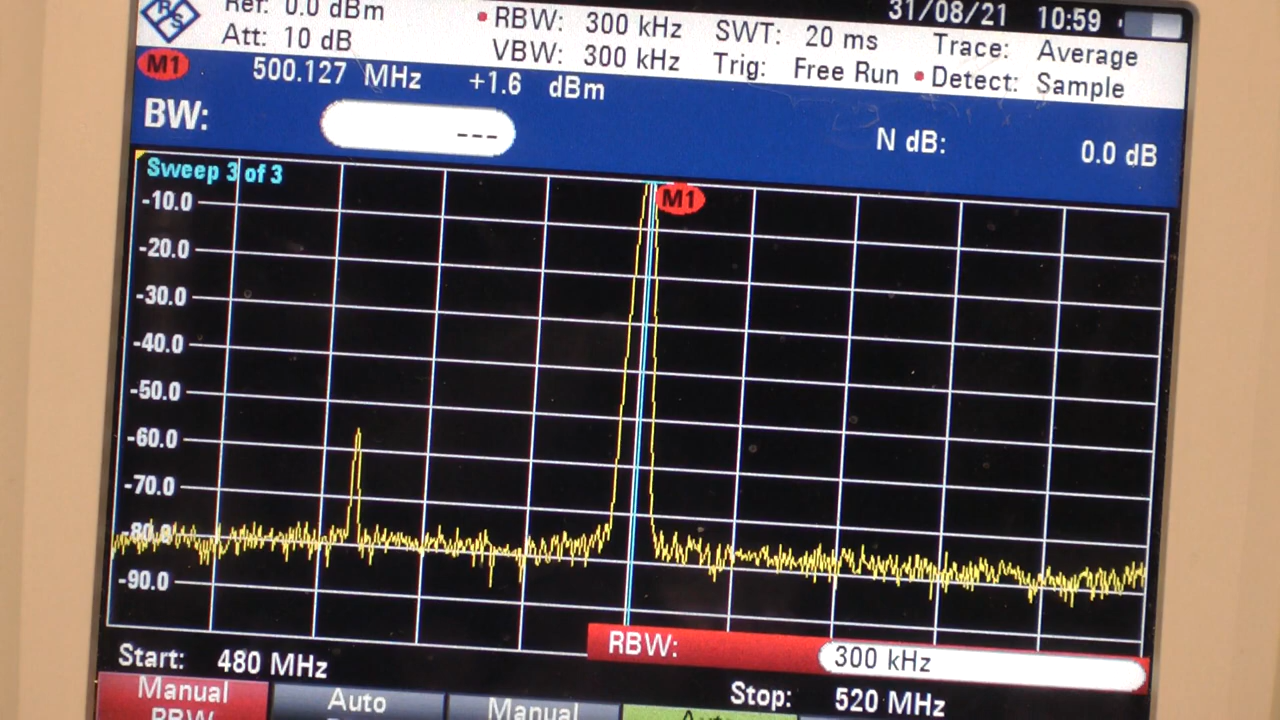 R&S Ref: 0.0 dBm RBW: 300 kHz SWT: 20 ms 31/08/21 10:59
Att: 10 dB VBW: 300 kHz Trig: Free Run Trace: Average
Detect: Sample
M1 500.127 MHz +1.6 dBm
BW: --- N dB: 0.0 dB
Sweep 3 of 3
M1
-10.0
-20.0
-30.0
-40.0
-50.0
-60.0
-70.0
-80.0
-90.0
RBW: 300 kHz
Start: 480 MHz Stop: 520 MHz
Manual Auto Manual Auto
RBW